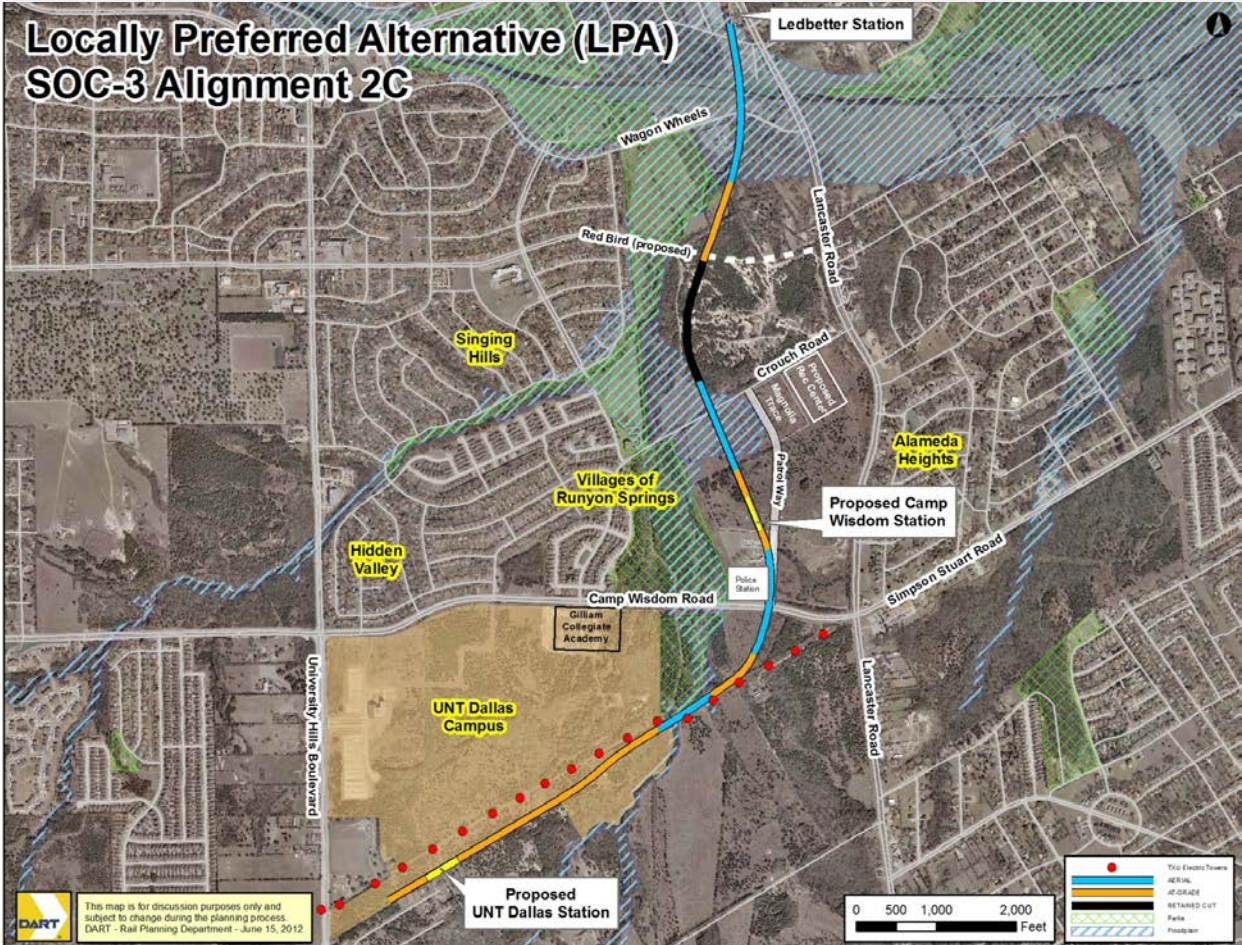 Locally Preferred Alternative (LPA)
SOC-3 Alignment 2C
Ledbetter Station
Wagon Wheels
Lancaster Road
Red Bird (proposed)
Singing
Hills
Crouch Road
Proposed
Rec Center
Magnolia
Trace
Patrol Way
Alameda
Heights
Villages of
Runyon Springs
Proposed Camp
Wisdom Station
Hidden
Valley
Simpson Stuart Road
Police
Station
Camp Wisdom Road
Gilliam
Collegiate
Academy
University Hills Boulevard
UNT Dallas
Campus
Lancaster Road
Proposed
UNT Dallas Station
DART
This map is for discussion purposes only and
subject to change during the planning process.
DART - Rail Planning Department - June 15, 2012
0 500 1,000 2,000
Feet
TXU Electric Towers
AERIAL
AT-GRADE
RETAINED CUT
Parks
Floodplain